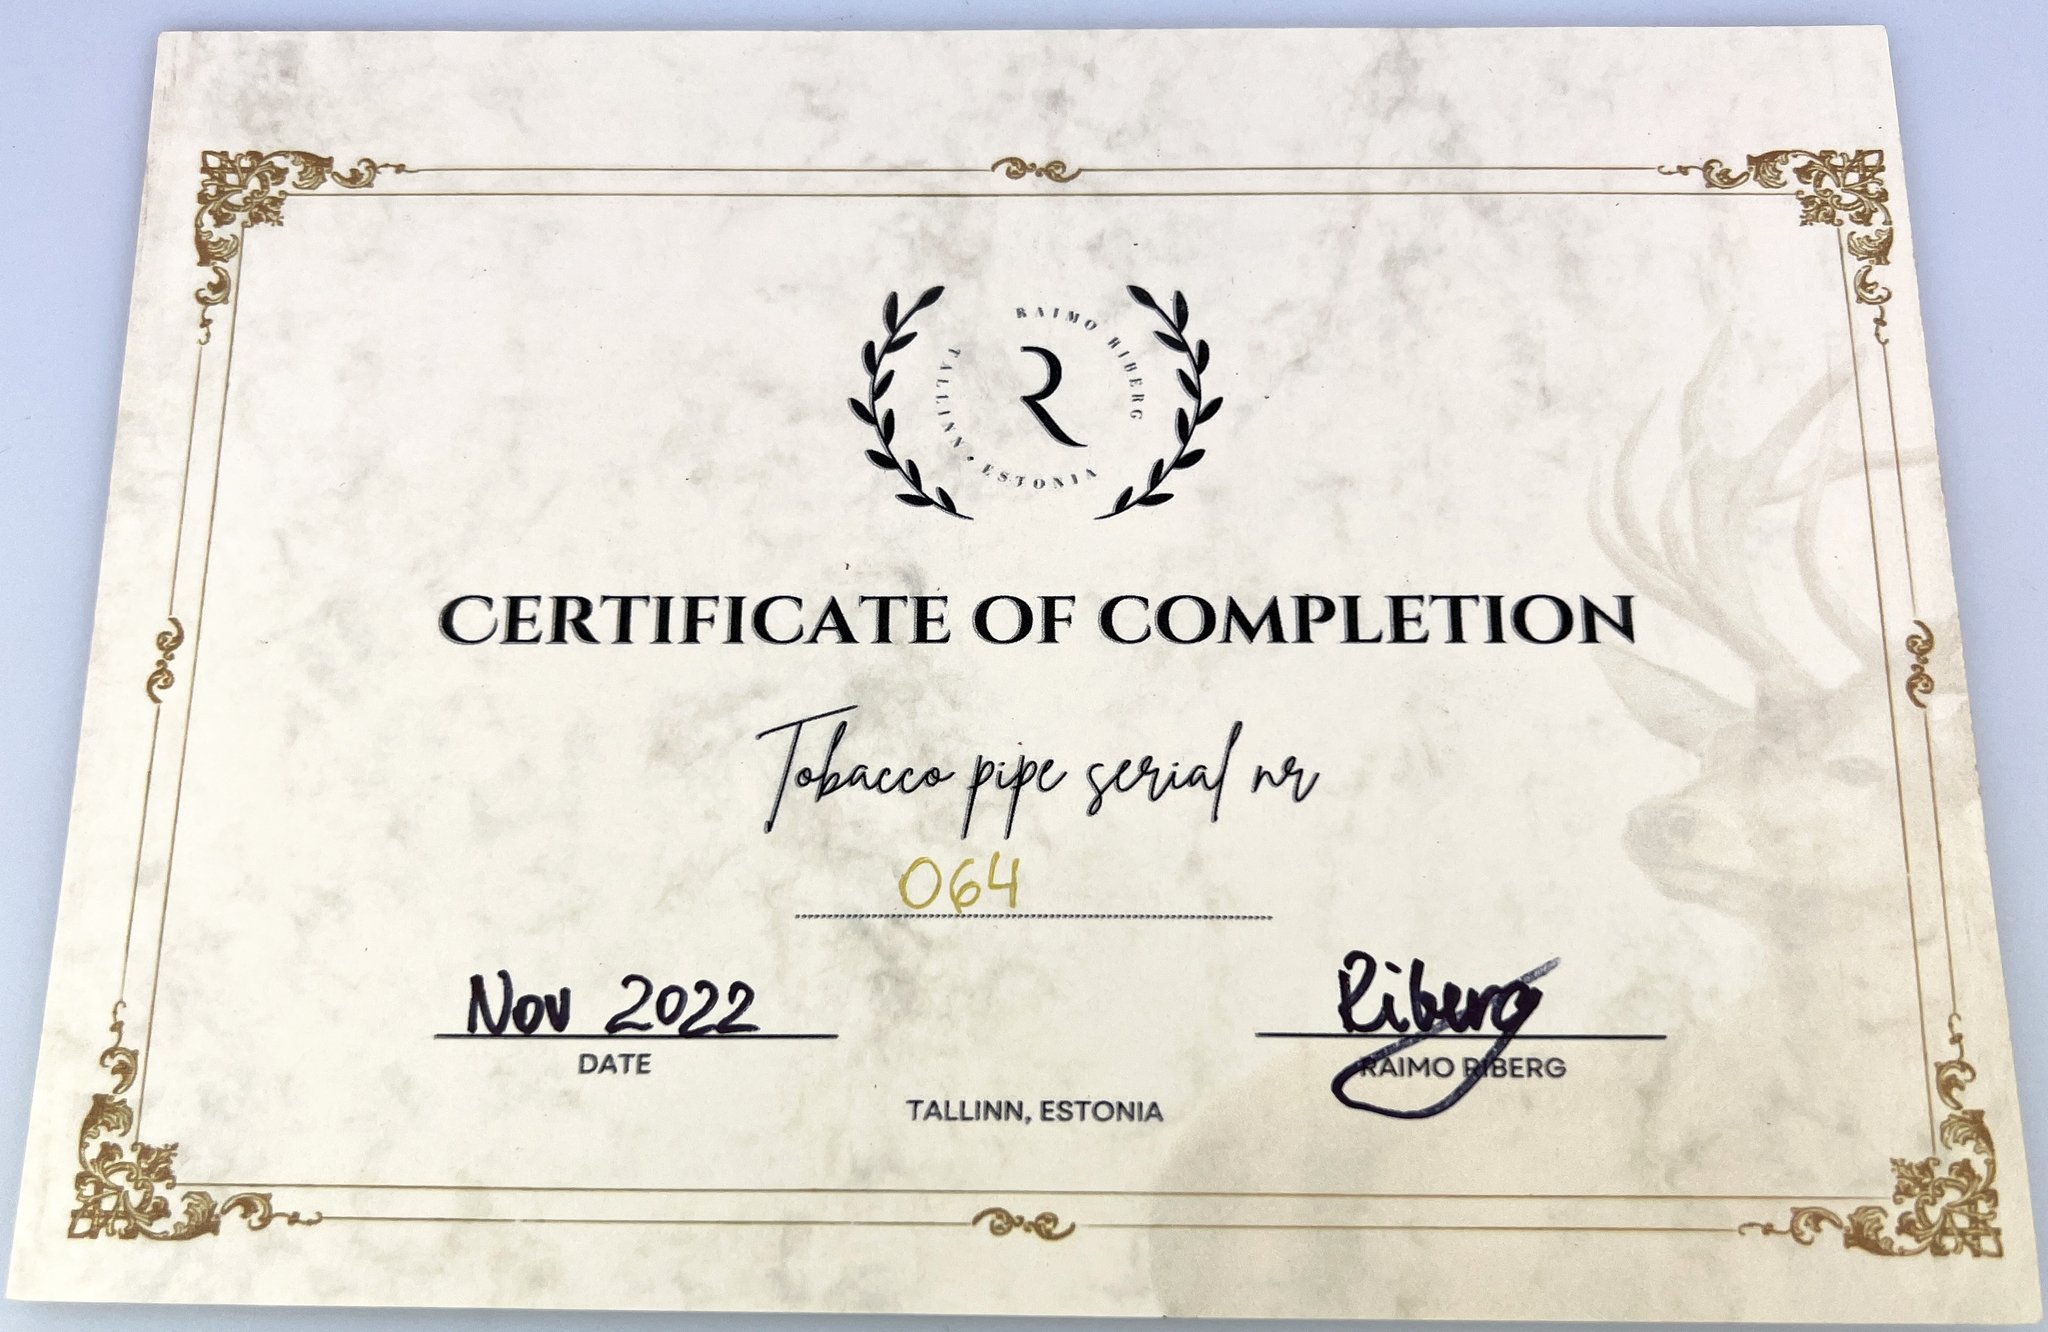 RAIMO RIBERG
R
TALLINN • ESTONIA
CERTIFICATE OF COMPLETION
Tobacco pipe serial nr
064
Nov 2022
Riberg
DATE
RAIMO RIBERG
TALLINN, ESTONIA